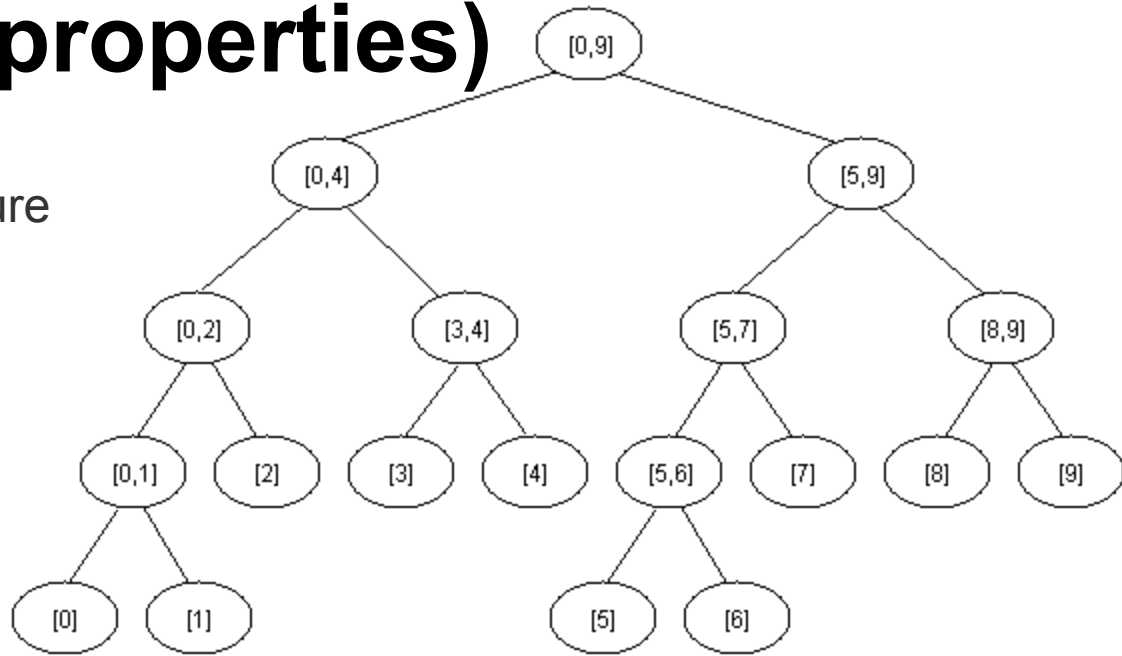 properties)
[0,9]
[0,4] [5,9]
ure
[0,2] [3,4] [5,7] [8,9]
[0,1] [2] [3] [4] [5,6] [7] [8] [9]
[0] [1] [5] [6]